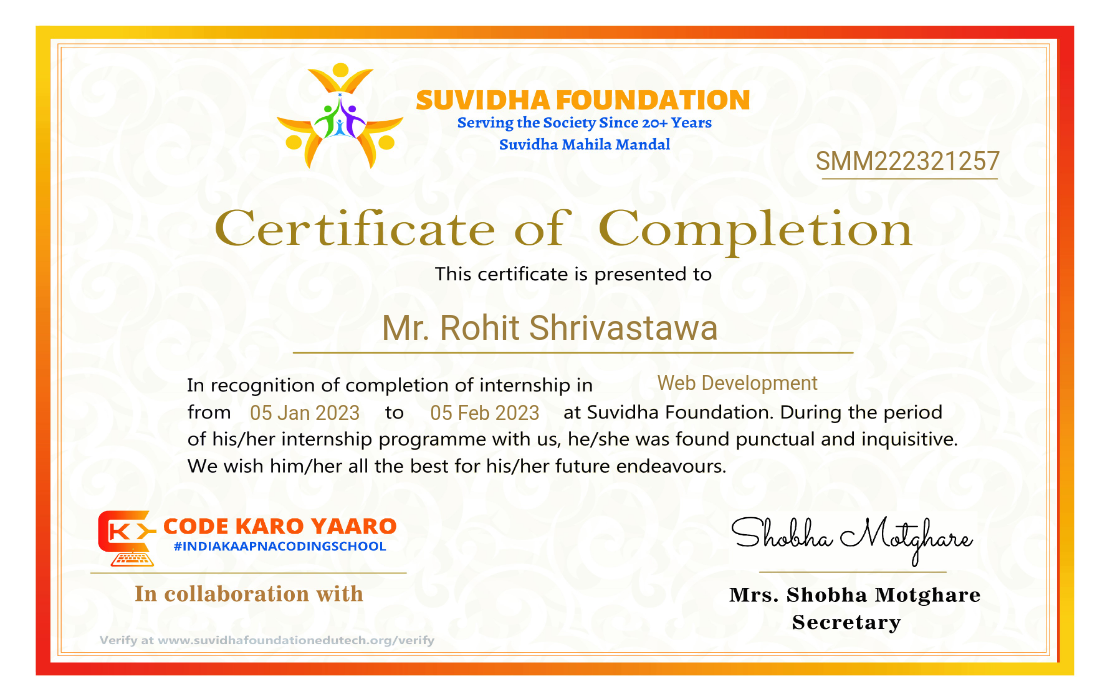 SUVIDHA FOUNDATION
Serving the Society Since 20+ Years
Suvidha Mahila Mandal
SMM222321257
Certificate of Completion
This certificate is presented to
Mr. Rohit Shrivastawa
In recognition of completion of internship in Web Development
from 05 Jan 2023 to 05 Feb 2023 at Suvidha Foundation. During the period
of his/her internship programme with us, he/she was found punctual and inquisitive.
We wish him/her all the best for his/her future endeavours.
CKY CODE KARO YAARO
#INDIAKAAPNACODINGSCHOOL
In collaboration with
Shobha Motghare
Mrs. Shobha Motghare
Secretary
Verify at www.suvidhafoundationedutech.org/verify